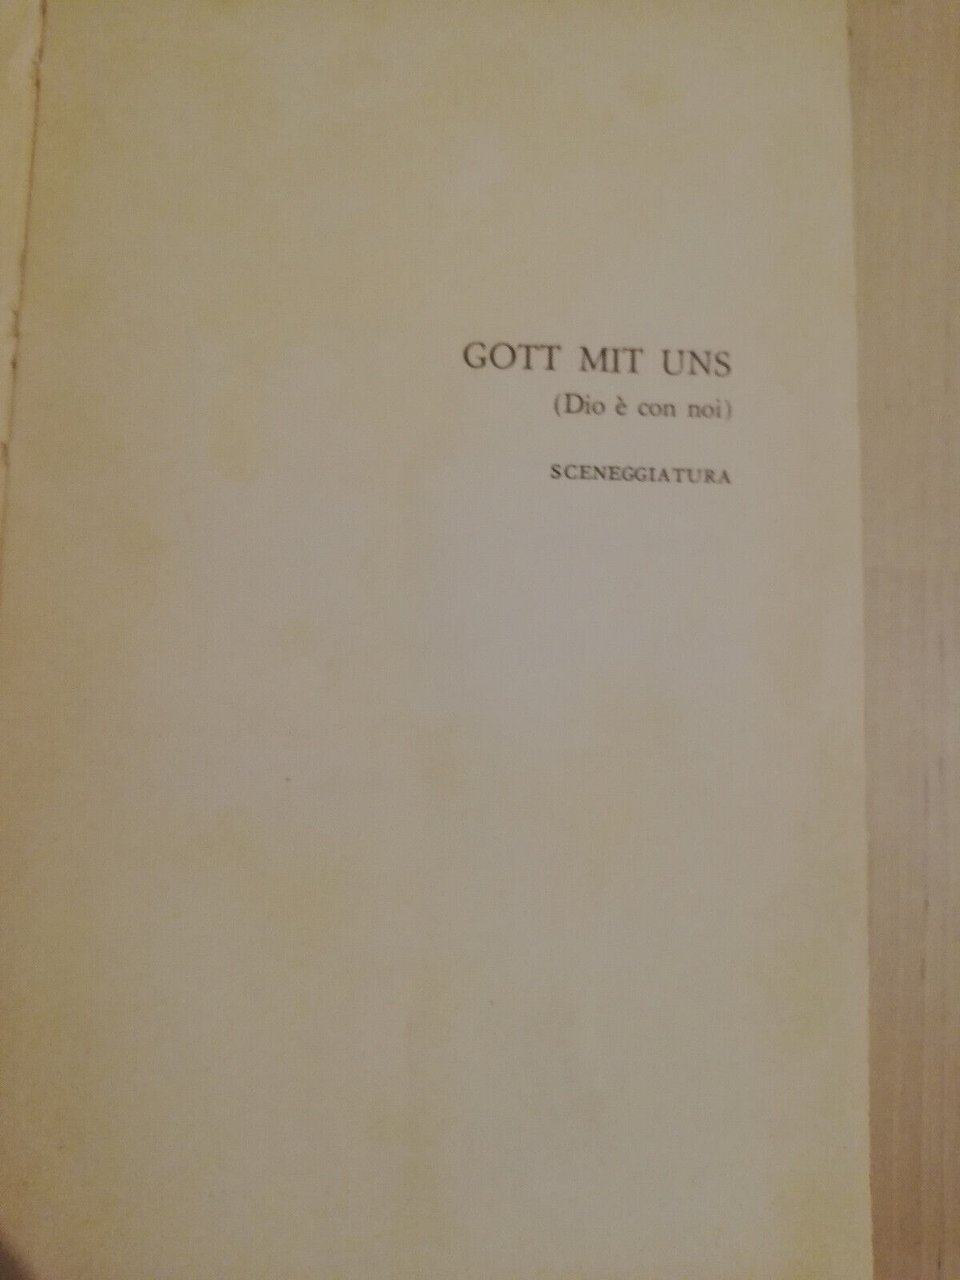 GOTT MIT UNS
(Dio è con noi)
SCENEGGIATURA